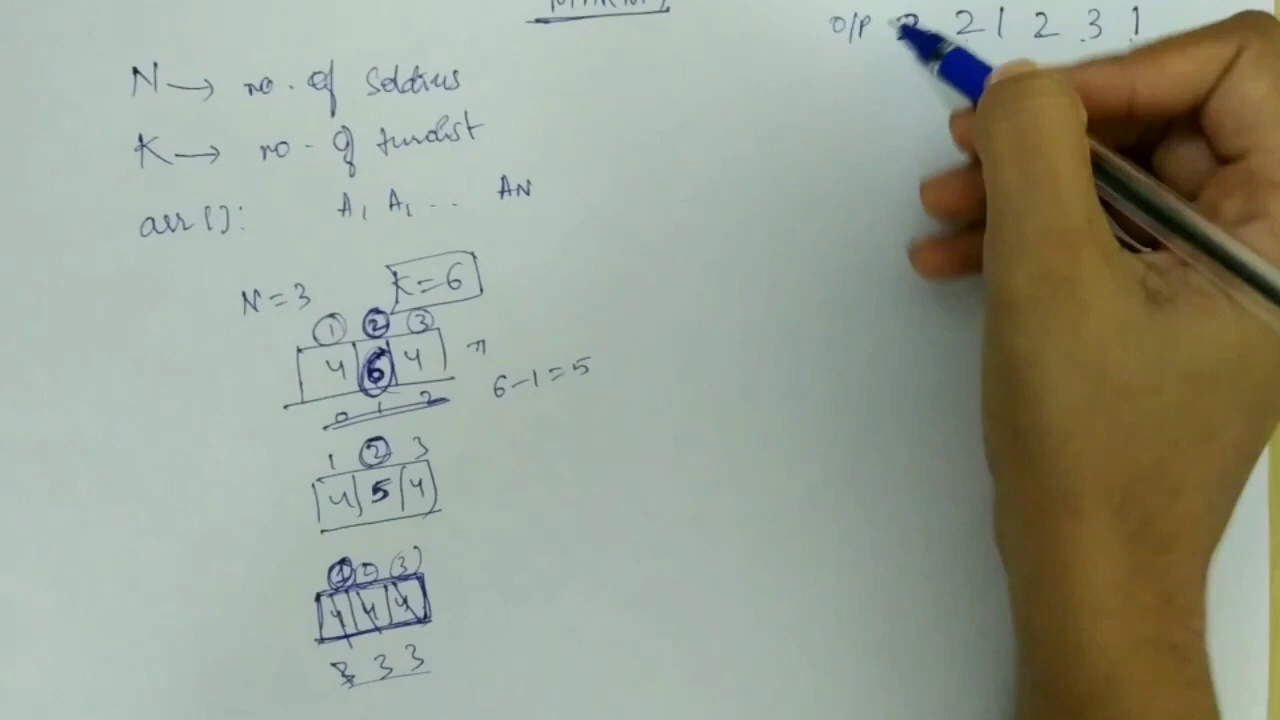 O/P 2 2 1 2 3 1
N → no. of
K → no. of
arr[]: A1 A2 .. AN
N = 3 K = 6
① ② ③
4 6 4
0 1 2
6 - 1 = 5
1 ② 3
4 5 4
① ② ③
4 4 4
3 3 3